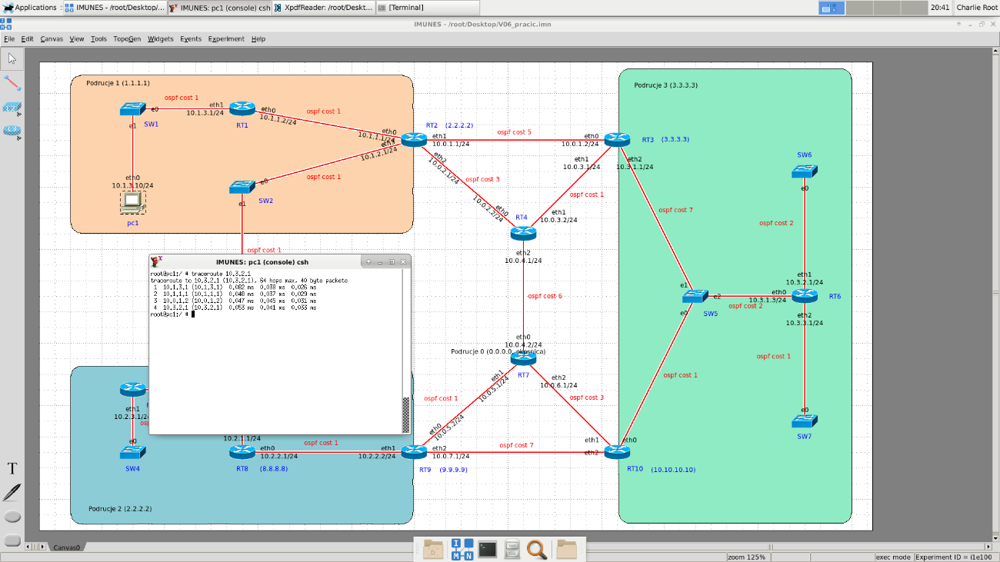 Applications
IMUNES - /root/Desktop/...
IMUNES: pc1 (console) csh
XpdfReader: /root/Deskt...
[Terminal]
20:41
Charlie Root
IMUNES - /root/Desktop/V06_pracic.imn
File Edit Canvas View Tools TopoGen Widgets Events Experiment Help
Podrucje 1 (1.1.1.1)
ospf cost 1
e0
eth1
10.1.3.1/24
SW1
e1
RT1
eth0
10.1.1.2/24
ospf cost 1
eth0
10.1.1.1/24
eth3
10.1.2.1/24
ospf cost 1
e0
SW2
e1
eth0
10.1.3.10/24
pc1
ospf cost 1
RT2 (2.2.2.2)
eth1
10.0.1.1/24
ospf cost 5
eth0
10.0.1.2/24
eth2
10.0.2.1/24
ospf cost 3
eth0
10.0.2.2/24
RT4
eth1
10.0.3.1/24
ospf cost 1
eth1
10.0.3.2/24
eth2
10.0.4.1/24
ospf cost 6
eth0
10.0.4.2/24
Podrucje 0 (0.0.0.0, okosnica)
RT7
eth1
10.0.5.1/24
ospf cost 1
eth0
10.0.5.2/24
eth2
10.0.6.1/24
ospf cost 3
eth1
eth2
10.0.7.1/24
ospf cost 7
eth2
RT9 (9.9.9.9)
Podrucje 3 (3.3.3.3)
RT3 (3.3.3.3)
eth2
10.3.1.1/24
ospf cost 7
SW6
e0
ospf cost 2
eth1
10.3.2.1/24
e1
e2
eth0
10.3.1.3/24
ospf cost 2
RT6
SW5
e0
eth2
10.3.3.1/24
ospf cost 1
ospf cost 1
e0
SW7
eth0
RT10 (10.10.10.10)
IMUNES: pc1 (console) csh
root@pc1:/ # traceroute 10.3.2.1
traceroute to 10.3.2.1 (10.3.2.1), 64 hops max, 40 byte packets
1 10.1.3.1 (10.1.3.1) 0.082 ms 0.038 ms 0.026 ms
2 10.1.1.1 (10.1.1.1) 0.048 ms 0.037 ms 0.029 ms
3 10.0.1.2 (10.0.1.2) 0.047 ms 0.045 ms 0.031 ms
4 10.3.2.1 (10.3.2.1) 0.053 ms 0.041 ms 0.033 ms
root@pc1:/ #
eth1
10.2.3.1/24
e0
SW4
10.2.1.1/24
eth0
10.2.2.1/24
ospf cost 1
eth1
10.2.2.2/24
RT8 (8.8.8.8)
Podrucje 2 (2.2.2.2)
T
Canvas0
zoom 125%
exec mode
Experiment ID = i1e100